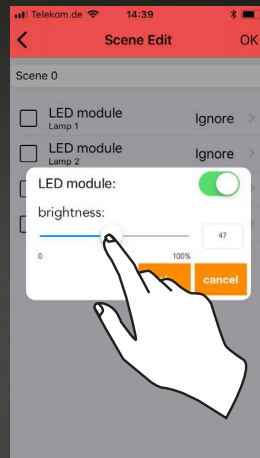 Telekom.de 14:39
Scene Edit OK
Scene 0
LED module Ignore
Lamp 1
LED module Ignore
Lamp 2
LED module:
brightness:
47
0 100%
cancel